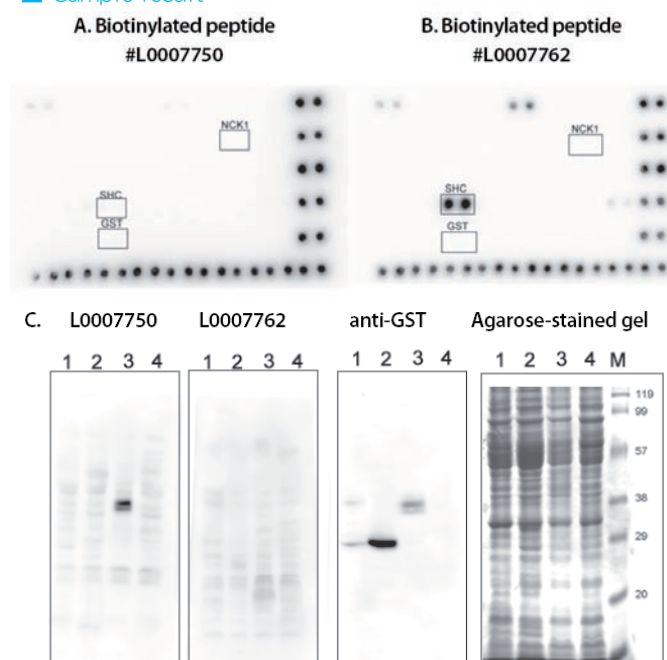 A. Biotinylated peptide
#L0007750
B. Biotinylated peptide
#L0007762
NCK1
SHC
GST
NCK1
SHC
GST
C. L0007750 L0007762 anti-GST Agarose-stained gel
1 2 3 4 1 2 3 4 1 2 3 4 1 2 3 4 M
119
99
57
38
29
20